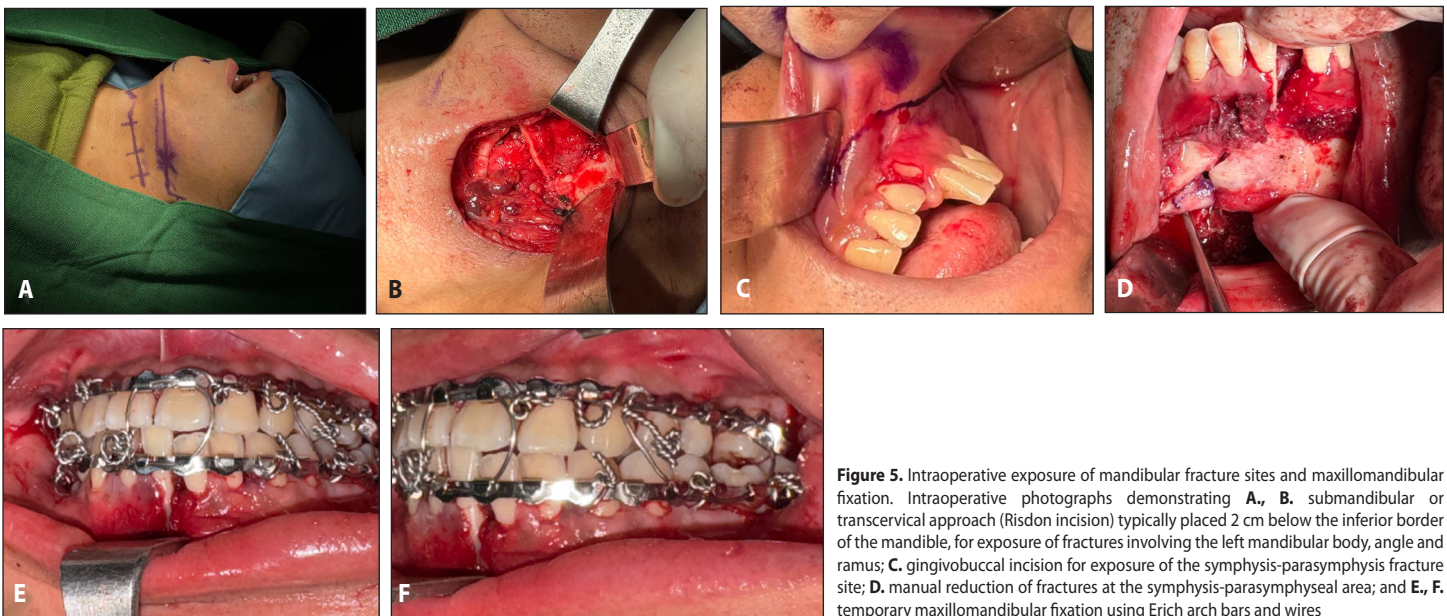 A
B
C
D
E
F
Figure 5. Intraoperative exposure of mandibular fracture sites and maxillomandibular
fixation. Intraoperative photographs demonstrating A., B. submandibular or
transcervical approach (Risdon incision) typically placed 2 cm below the inferior border
of the mandible, for exposure of fractures involving the left mandibular body, angle and
ramus; C. gingivobuccal incision for exposure of the symphysis-parasymphysis fracture
site; D. manual reduction of fractures at the symphysis-parasymphyseal area; and E., F.
temporary maxillomandibular fixation using Erich arch bars and wires